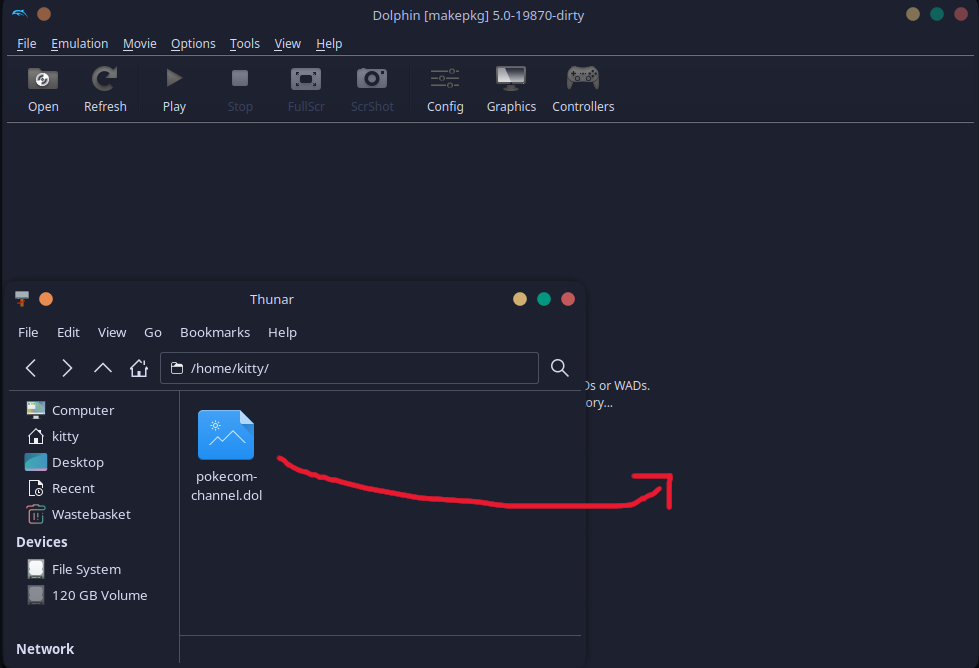 Dolphin [makepkg] 5.0-19870-dirty
File Emulation Movie Options Tools View Help
Open Refresh Play Stop FullScr ScrShot Config Graphics Controllers
Thunar
File Edit View Go Bookmarks Help
/home/kitty/
Os or WADs.
ory...
Computer
kitty
Desktop
Recent
Wastebasket
Devices
File System
120 GB Volume
Network
pokecom-
channel.dol